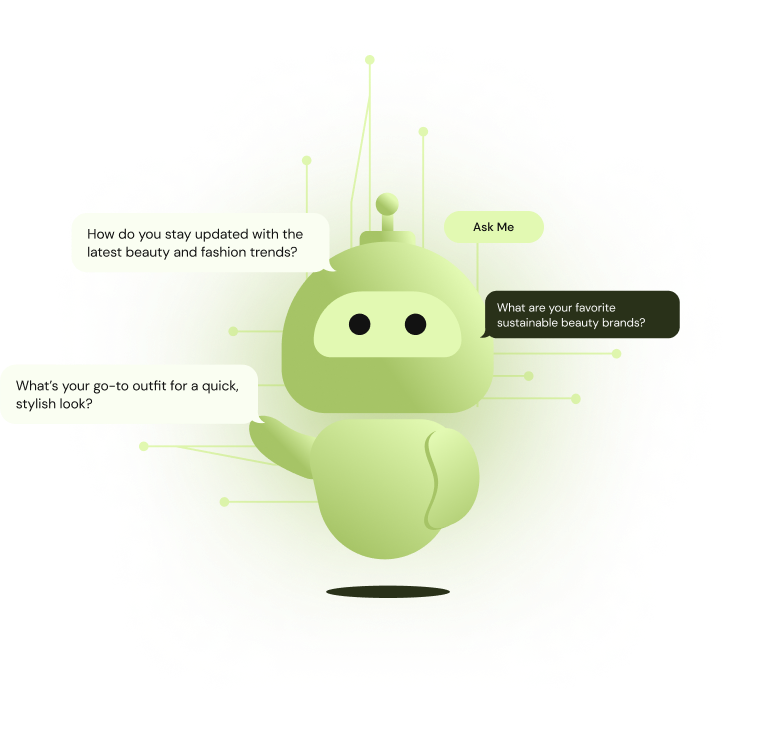 How do you stay updated with the
latest beauty and fashion trends?
Ask Me
What are your favorite
sustainable beauty brands?
What's your go-to outfit for a quick,
stylish look?